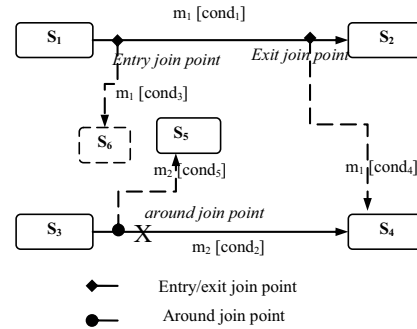 m₁ [cond₁]
S₁
S₂
Entry join point
Exit join point
m₁ [cond₃]
S₆
S₅
m₂ [cond₅]
m₁ [cond₄]
around join point
S₃
X
S₄
m₂ [cond₂]
Entry/exit join point
Around join point